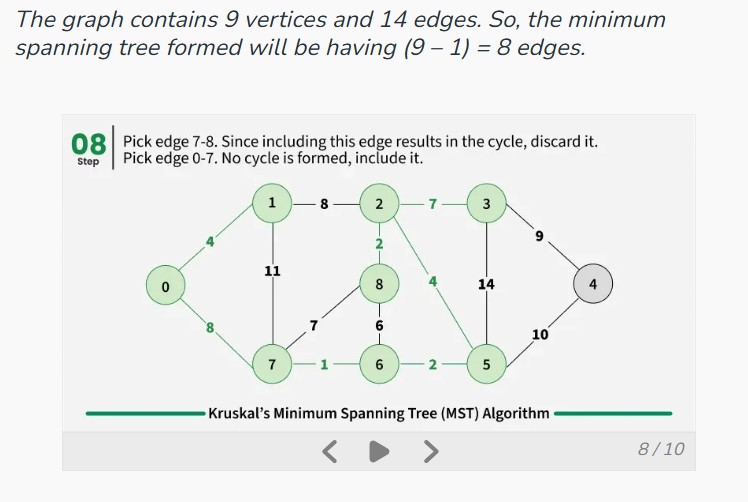 The graph contains 9 vertices and 14 edges. So, the minimum
spanning tree formed will be having (9 – 1) = 8 edges.
08
Step
Pick edge 7-8. Since including this edge results in the cycle, discard it.
Pick edge 0-7. No cycle is formed, include it.
1 8 2 7 3
4 2 9
11 8 4 14 4
0
8 7 6 10
7 1 6 2 5
Kruskal's Minimum Spanning Tree (MST) Algorithm
8 / 10